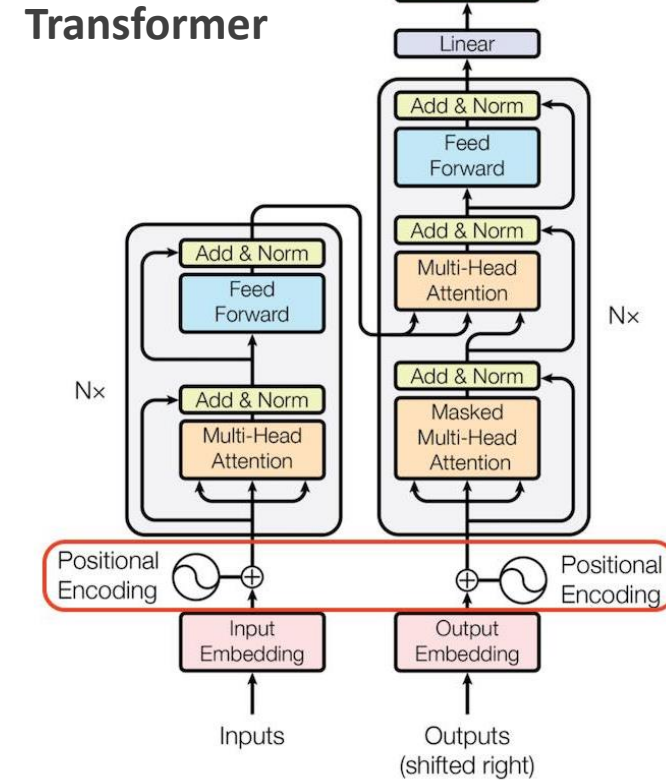 Transformer
Linear
Add & Norm
Feed
Forward
Add & Norm
Multi-Head
Attention
Nx
Add & Norm
Masked
Multi-Head
Attention
Add & Norm
Feed
Forward
Nx
Add & Norm
Multi-Head
Attention
Positional
Encoding
Positional
Encoding
Input
Embedding
Output
Embedding
Inputs
Outputs
(shifted right)